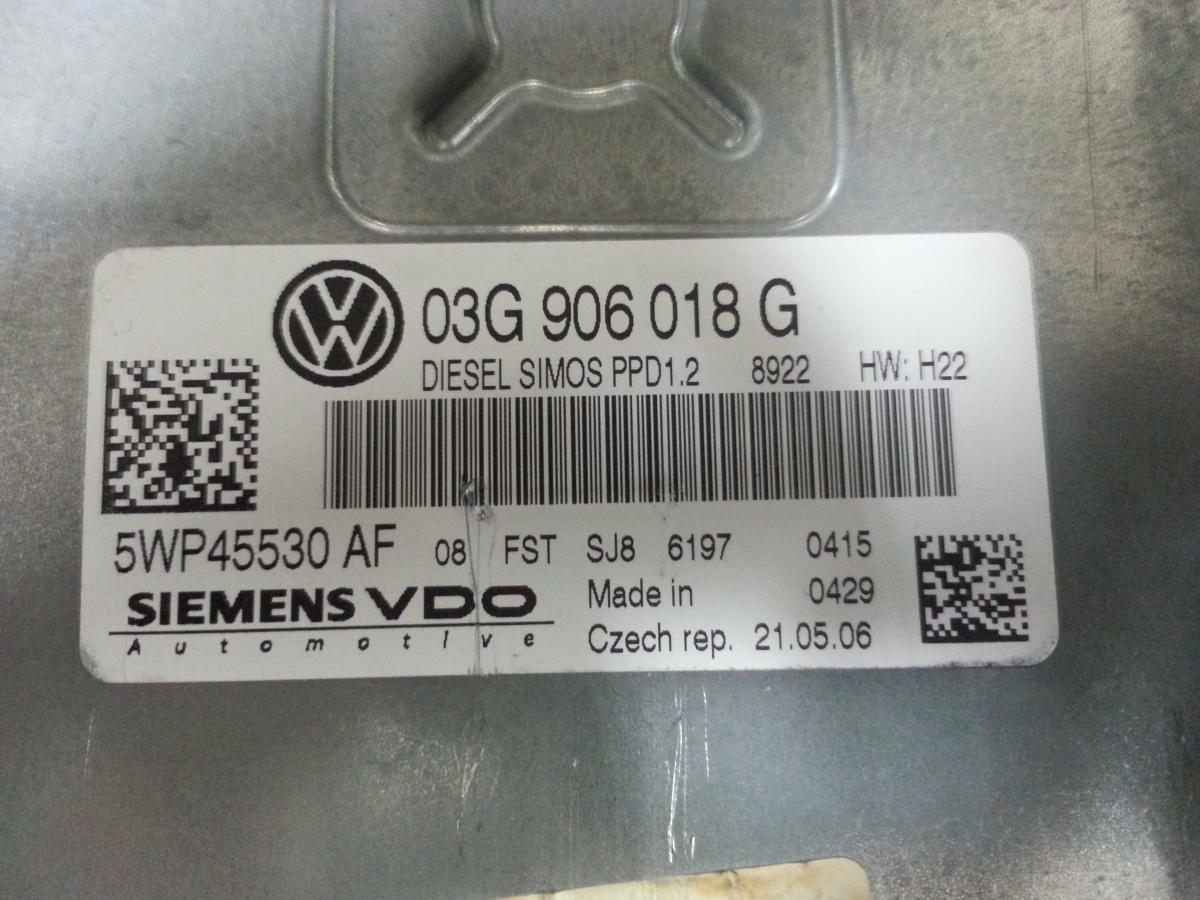 03G 906 018 G
DIESEL SIMOS PPD1.2 8922 HW: H22
5WP45530 AF 08 FST SJ8 6197 0415
SIEMENS VDO Made in 0429
Automotive Czech rep. 21.05.06